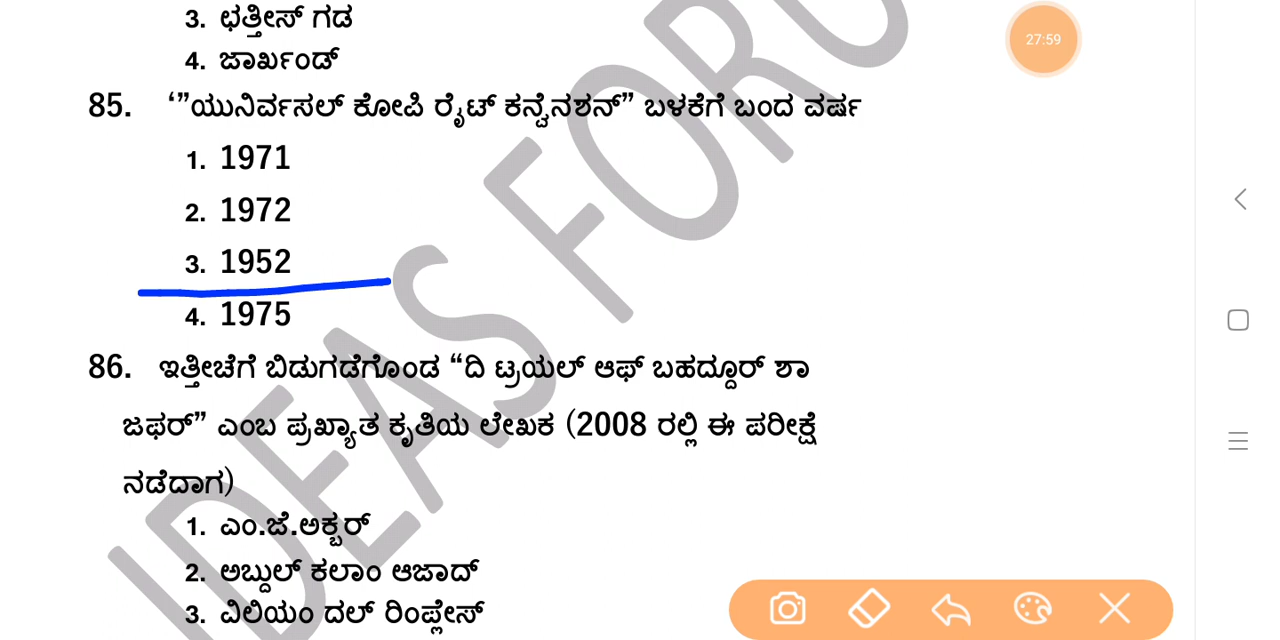 3. ಛತ್ತೀಸ್ ಗಡ
27:59
4. ಜಾರ್ಖಂಡ್
85. ‘”ಯುನಿರ್ವಸಲ್ ಕೋಪಿ ರೈಟ್ ಕನ್ವೆನಶನ್” ಬಳಕೆಗೆ ಬಂದ ವರ್ಷ
1. 1971
2. 1972
3. 1952
4. 1975
86. ಇತ್ತೀಚೆಗೆ ಬಿಡುಗಡೆಗೊಂಡ “ದಿ ಟ್ರಯಲ್ ಆಫ್ ಬಹದ್ದೂರ್ ಶಾ
ಜಫರ್” ಎಂಬ ಪ್ರಖ್ಯಾತ ಕೃತಿಯ ಲೇಖಕ (2008 ರಲ್ಲಿ ಈ ಪರೀಕ್ಷೆ
ನಡೆದಾಗ)
1. ಎಂ.ಜೆ.ಅಕ್ಬರ್
2. ಅಬ್ದುಲ್ ಕಲಾಂ ಆಜಾದ್
3. ವಿಲಿಯಂ ದಲ್ ರಿಂಪ್ಲೇಸ್
IDEAS FORU